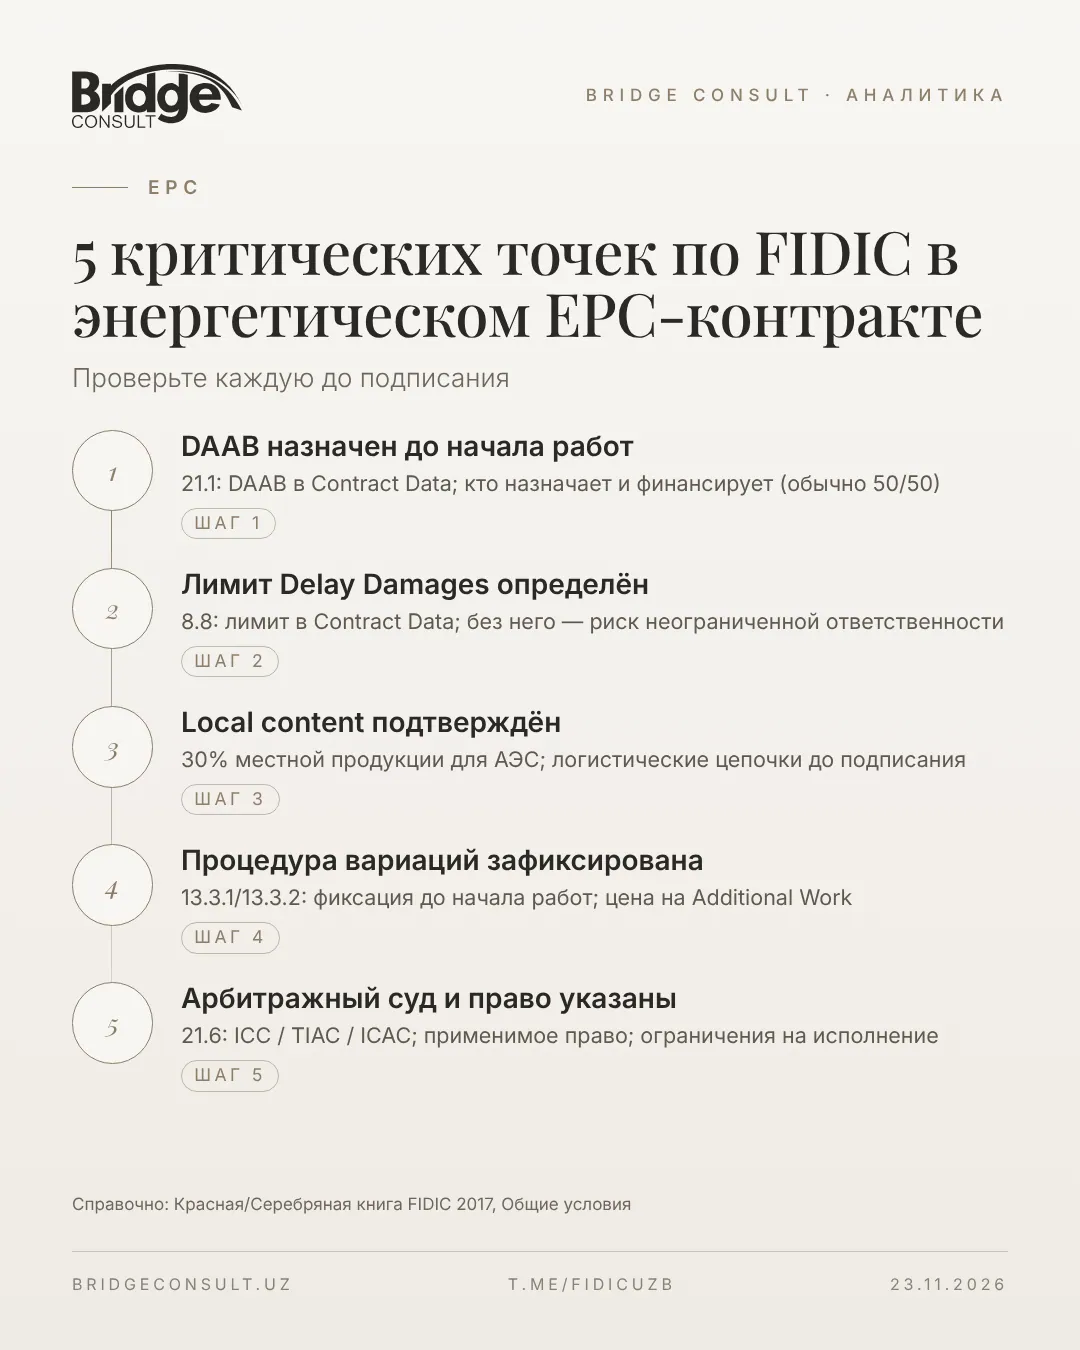 Bridge
CONSULT
BRIDGE CONSULT · АНАЛИТИКА
EPC
5 критических точек по FIDIC в
энергетическом EPC-контракте
Проверьте каждую до подписания
1
DAAB назначен до начала работ
21.1: DAAB в Contract Data; кто назначает и финансирует (обычно 50/50)
ШАГ 1
2
Лимит Delay Damages определён
8.8: лимит в Contract Data; без него — риск неограниченной ответственности
ШАГ 2
3
Local content подтверждён
30% местной продукции для АЭС; логистические цепочки до подписания
ШАГ 3
4
Процедура вариаций зафиксирована
13.3.1/13.3.2: фиксация до начала работ; цена на Additional Work
ШАГ 4
5
Арбитражный суд и право указаны
21.6: ICC / TIAC / ICAC; применимое право; ограничения на исполнение
ШАГ 5
Справочно: Красная/Серебряная книга FIDIC 2017, Общие условия
BRIDGECONSULT.UZ
T.ME/FIDICUZB
23.11.2026